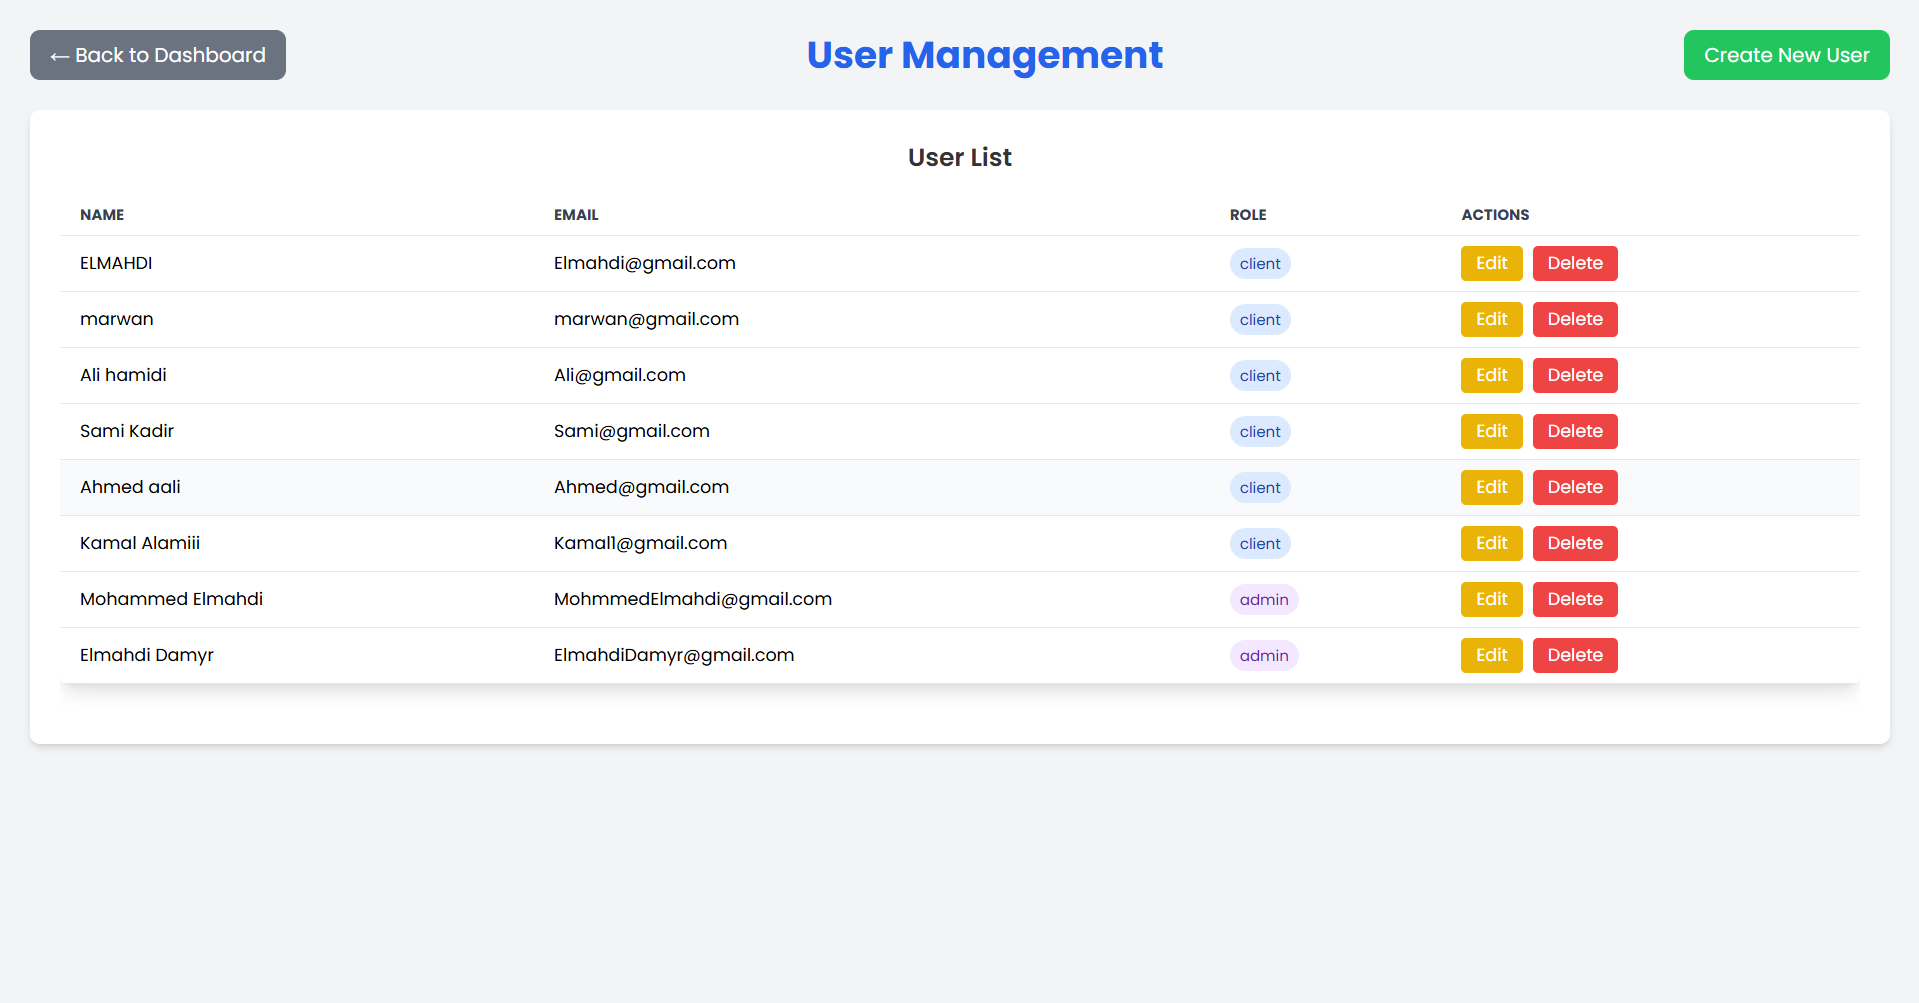 ← Back to Dashboard
User Management
Create New User
User List
NAME EMAIL ROLE ACTIONS
ELMAHDI Elmahdi@gmail.com client Edit Delete
marwan marwan@gmail.com client Edit Delete
Ali hamidi Ali@gmail.com client Edit Delete
Sami Kadir Sami@gmail.com client Edit Delete
Ahmed aali Ahmed@gmail.com client Edit Delete
Kamal Alamiii Kamal1@gmail.com client Edit Delete
Mohammed Elmahdi MohmmedElmahdi@gmail.com admin Edit Delete
Elmahdi Damyr ElmahdiDamyr@gmail.com admin Edit Delete